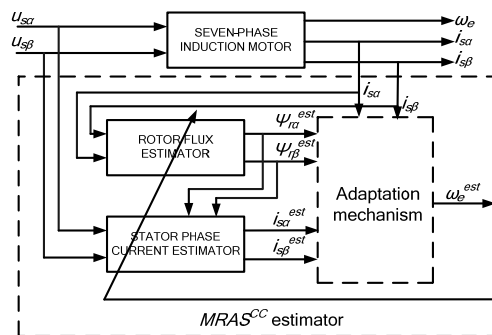 u_sα
u_sβ
SEVEN-PHASE
INDUCTION MOTOR
ω_e
i_sα
i_sβ
i_sα
i_sβ
ROTOR FLUX
ESTIMATOR
Ψ_rα^est
Ψ_rβ^est
STATOR PHASE
CURRENT ESTIMATOR
i_sα^est
i_sβ^est
Adaptation
mechanism
ω_e^est
MRAS^CC estimator